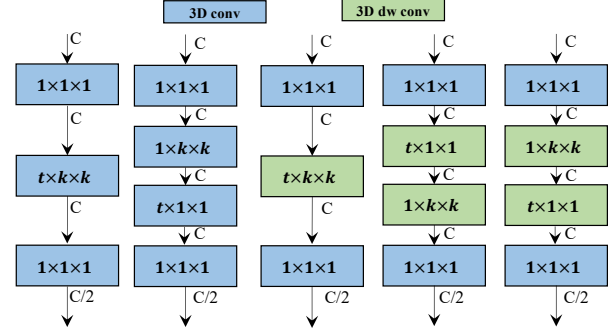 3D conv 3D dw conv
C C C C C
1×1×1 1×1×1 1×1×1 1×1×1 1×1×1
C C C C C
1×k×k t×1×1 1×k×k
t×k×k t×k×k
C C C
t×1×1 1×k×k t×1×1
C C C C C
1×1×1 1×1×1 1×1×1 1×1×1 1×1×1
C/2 C/2 C/2 C/2 C/2